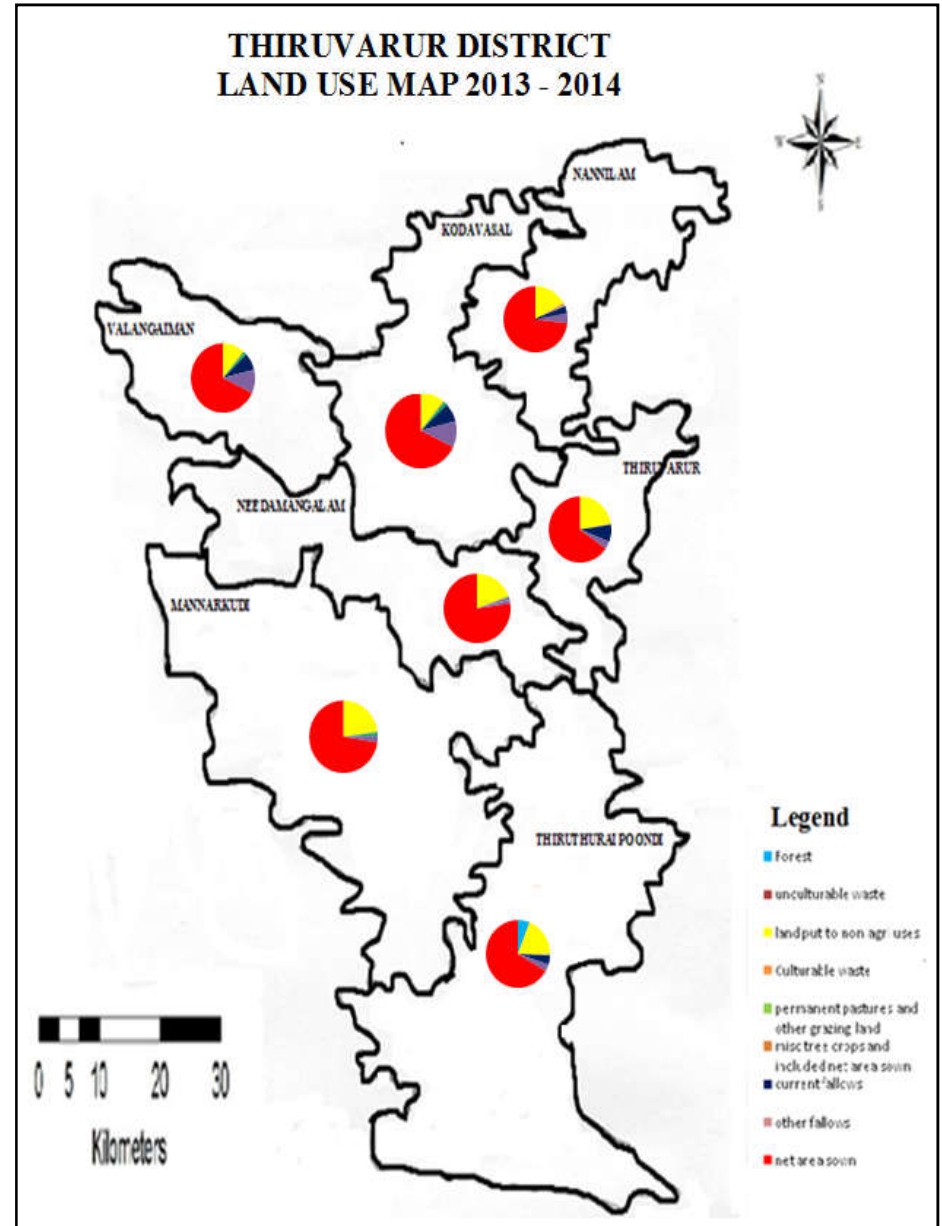 THIRUVARUR DISTRICT
LAND USE MAP 2013 - 2014
N
W
E
S
NANNILAM
KODAVASAL
VALANGAIMAN
THIRUVARUR
NEEDAMANGALAM
MANNARKUDI
THIRUTHURAIPOONDI
Legend
Forest
unculturable waste
land put to non agri uses
Culturable waste
permanent pastures and
other grazing land
misc tree crops and
included net area sown
current fallows
other fallows
net area sown
0 5 10 20 30
Kilometers